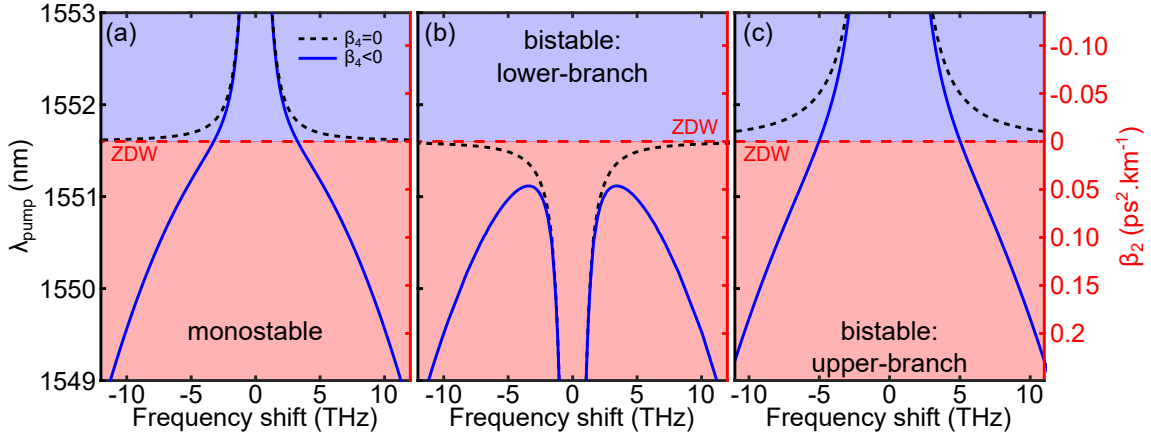 (a)
β4=0
β4<0
ZDW
monostable
(b)
bistable:
lower-branch
ZDW
(c)
ZDW
bistable:
upper-branch
1553
1552
1551
1550
1549
λpump (nm)
-0.10
-0.05
0
0.05
0.10
0.15
0.2
β2 (ps².km⁻¹)
-10 -5 0 5 10
-10 -5 0 5 10
-10 -5 0 5 10
Frequency shift (THz)
Frequency shift (THz)
Frequency shift (THz)